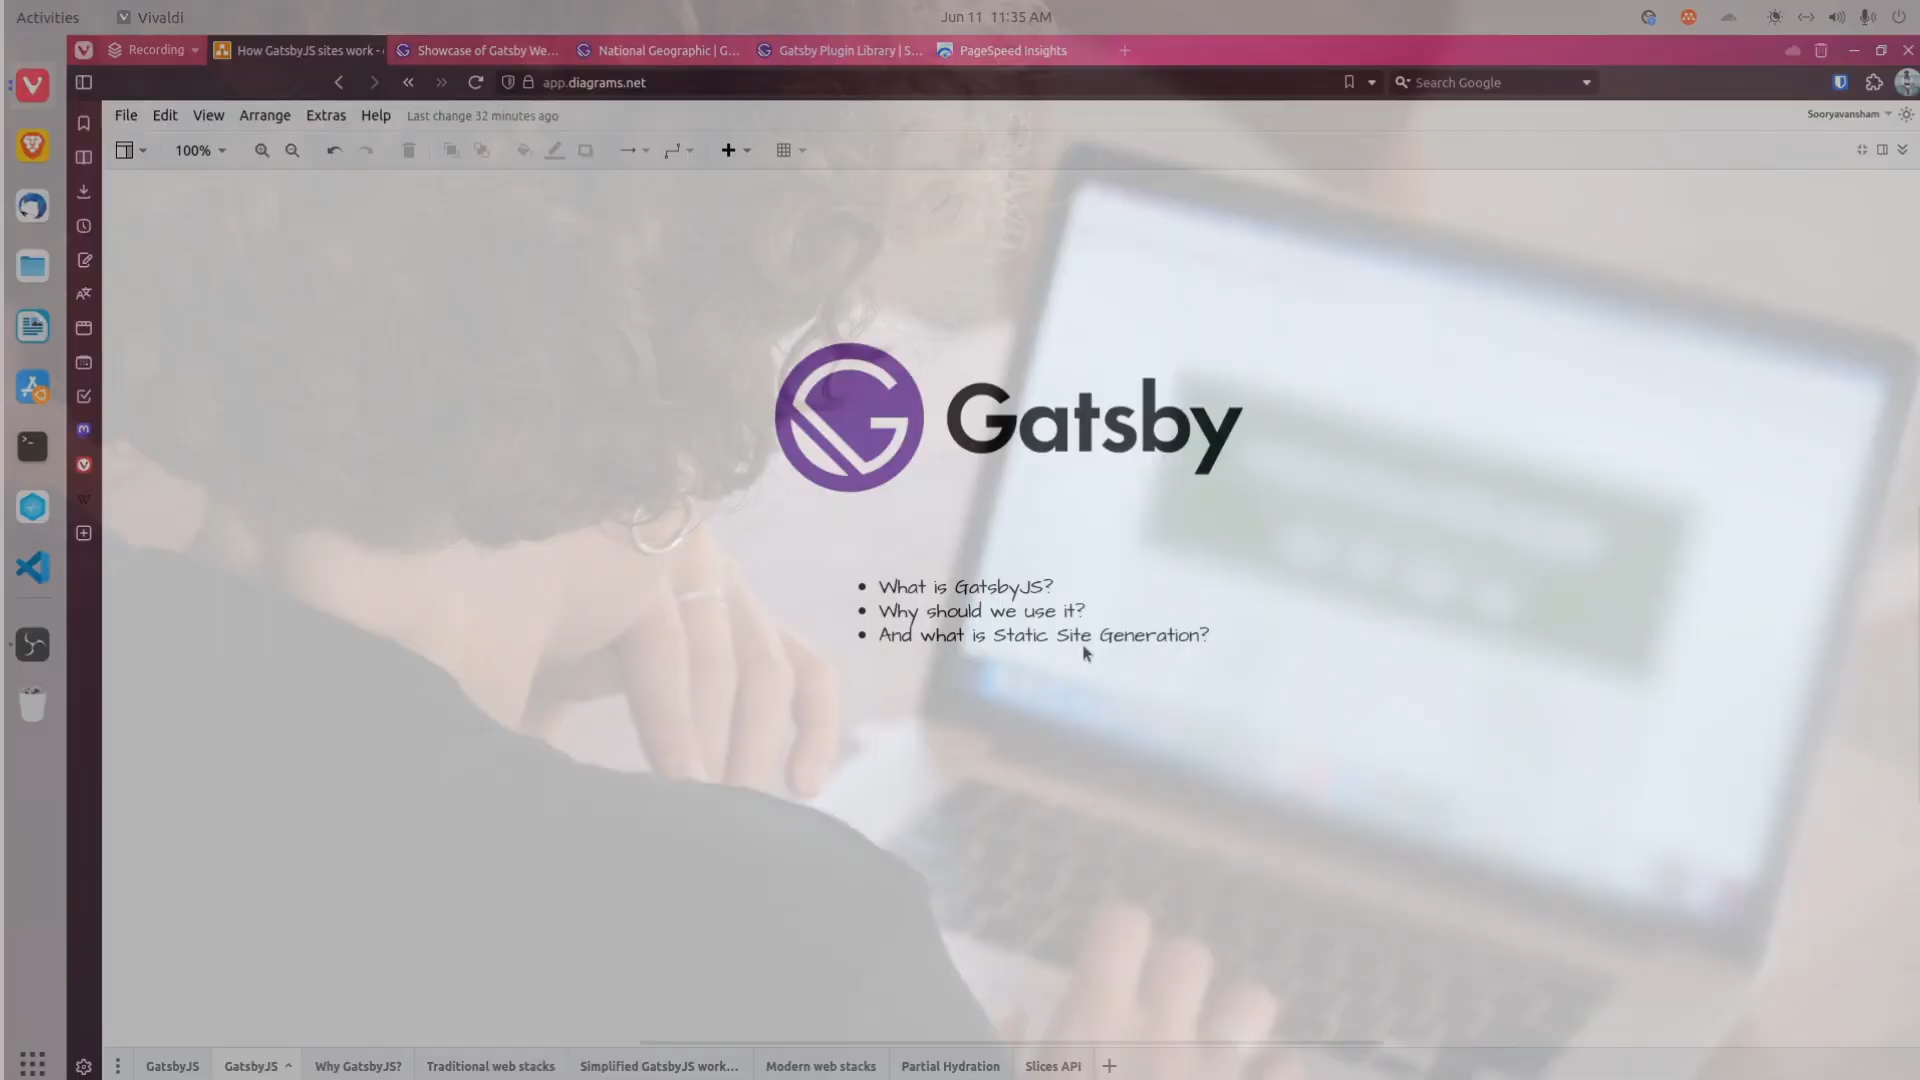 Activities
Vivaldi
Jun 11 11:35 AM
Recording
How GatsbyJS sites work -
Showcase of Gatsby We...
National Geographic | G...
Gatsby Plugin Library | S...
PageSpeed Insights
app.diagrams.net
Search Google
File Edit View Arrange Extras Help Last change 32 minutes ago
Sooryavansham
100%
Gatsby
• What is GatsbyJS?
• Why should we use it?
• And what is Static Site Generation?
GatsbyJS
GatsbyJS
Why GatsbyJS?
Traditional web stacks
Simplified GatsbyJS work...
Modern web stacks
Partial Hydration
Slices API